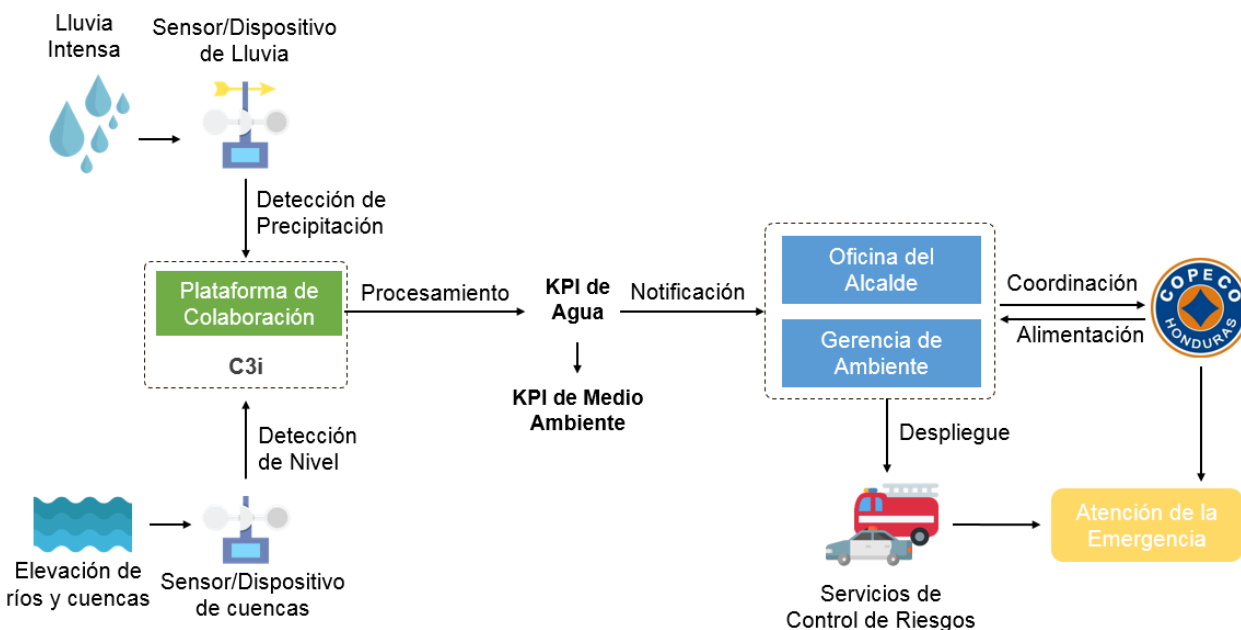 Lluvia
Intensa
Sensor/Dispositivo
de Lluvia
Detección de
Precipitación
Plataforma de
Colaboración
C3i
Procesamiento
KPI de
Agua
KPI de Medio
Ambiente
Notificación
Oficina del
Alcalde
Gerencia de
Ambiente
Coordinación
Alimentación
COPECO
HONDURAS
Detección
de Nivel
Elevación de
ríos y cuencas
Sensor/Dispositivo
de cuencas
Despliegue
Servicios de
Control de Riesgos
Atención de la
Emergencia